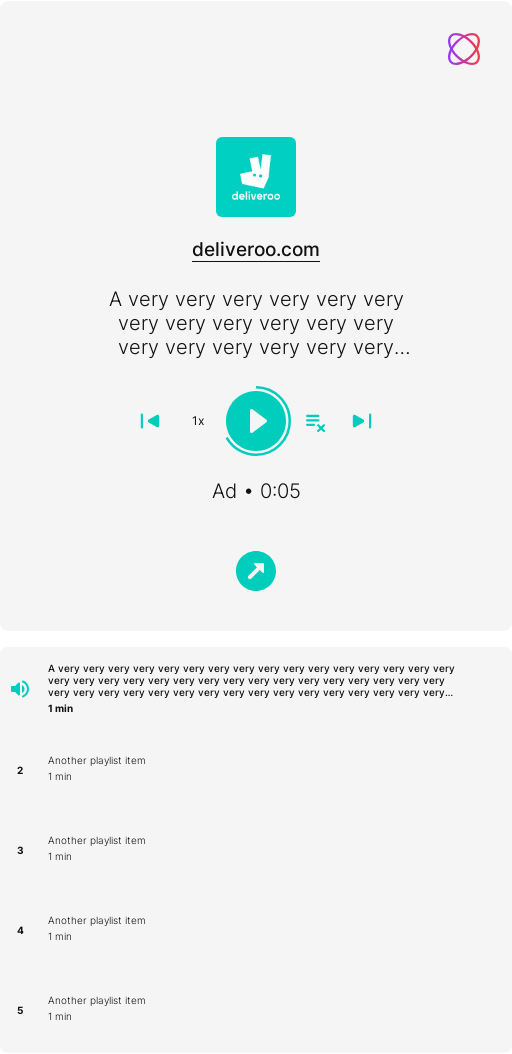 deliveroo
deliveroo.com
A very very very very very very
very very very very very very
very very very very very very...
1x
Ad • 0:05
A very very very very very very very very very very very very very very very very
very very very very very very very very very very very very very very very very
very very very very very very very very very very very very very very very very...
1 min
2
Another playlist item
1 min
3
Another playlist item
1 min
4
Another playlist item
1 min
5
Another playlist item
1 min